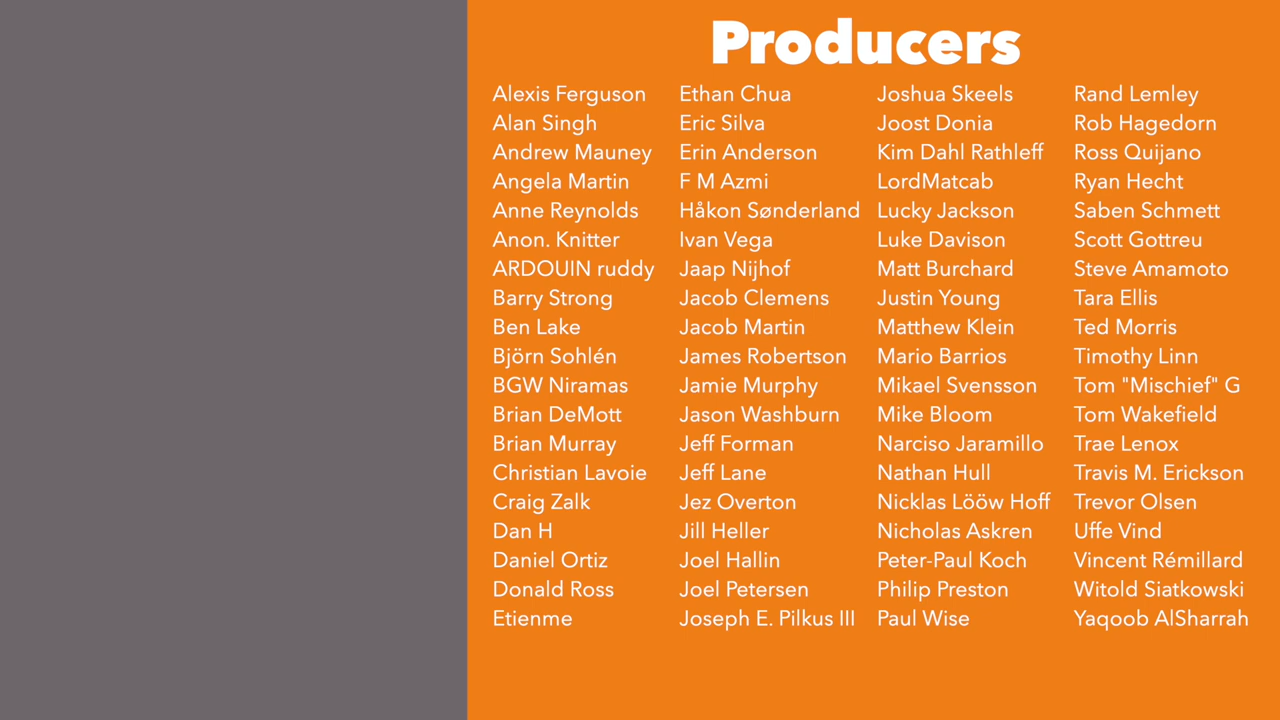 Producers
Alexis Ferguson
Alan Singh
Andrew Mauney
Angela Martin
Anne Reynolds
Anon. Knitter
ARDOUIN ruddy
Barry Strong
Ben Lake
Björn Sohlén
BGW Niramas
Brian DeMott
Brian Murray
Christian Lavoie
Craig Zalk
Dan H
Daniel Ortiz
Donald Ross
Etienme
Ethan Chua
Eric Silva
Erin Anderson
F M Azmi
Håkon Sønderland
Ivan Vega
Jaap Nijhof
Jacob Clemens
Jacob Martin
James Robertson
Jamie Murphy
Jason Washburn
Jeff Forman
Jeff Lane
Jez Overton
Jill Heller
Joel Hallin
Joel Petersen
Joseph E. Pilkus III
Joshua Skeels
Joost Donia
Kim Dahl Rathleff
LordMatcab
Lucky Jackson
Luke Davison
Matt Burchard
Justin Young
Matthew Klein
Mario Barrios
Mikael Svensson
Mike Bloom
Narciso Jaramillo
Nathan Hull
Nicklas Lööw Hoff
Nicholas Askren
Peter-Paul Koch
Philip Preston
Paul Wise
Rand Lemley
Rob Hagedorn
Ross Quijano
Ryan Hecht
Saben Schmett
Scott Gottreu
Steve Amamoto
Tara Ellis
Ted Morris
Timothy Linn
Tom "Mischief" G
Tom Wakefield
Trae Lenox
Travis M. Erickson
Trevor Olsen
Uffe Vind
Vincent Rémillard
Witold Siatkowski
Yaqoob AlSharrah